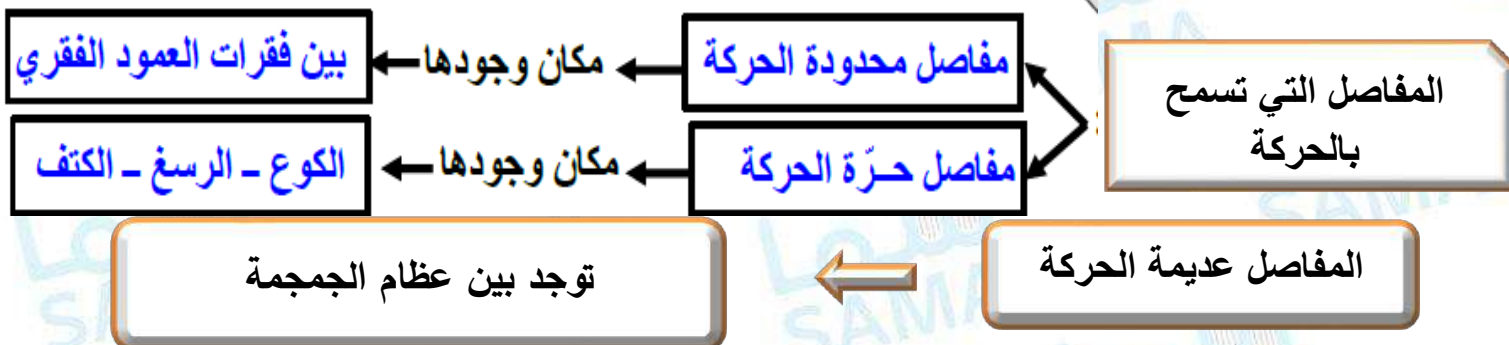 المفاصل التي تسمح
بالحركة
مفاصل محدودة الحركة مكان وجودها بين فقرات العمود الفقري
مفاصل حـرّة الحركة مكان وجودها الكوع ـ الرسغ ـ الكتف
المفاصل عديمة الحركة توجد بين عظام الجمجمة